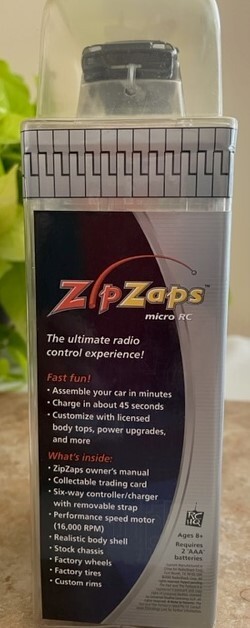 ZipZaps™
micro RC
The ultimate radio
control experience!
Fast fun!
• Assemble your car in minutes
• Charge in about 45 seconds
• Customize with licensed
body tops, power upgrades,
and more
What's inside:
• ZipZaps owner's manual
• Collectable trading card
• Six-way controller/charger
with removable strap
• Performance speed motor
(16,000 RPM)
• Realistic body shell
• Stock chassis
• Factory wheels
• Factory tires
• Custom rims
Ages 8+
Requires
2 'AAA'
batteries